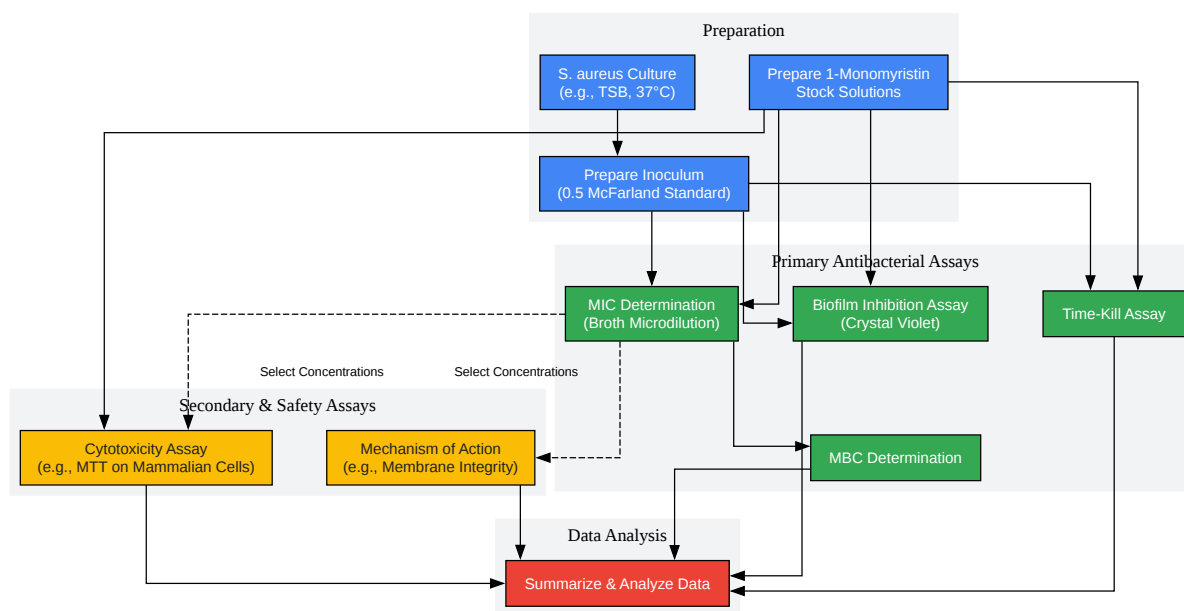 Preparation
S. aureus Culture
(e.g., TSB, 37°C)
Prepare 1-Monomyristin
Stock Solutions
Prepare Inoculum
(0.5 McFarland Standard)
Primary Antibacterial Assays
MIC Determination
(Broth Microdilution)
Biofilm Inhibition Assay
(Crystal Violet)
Time-Kill Assay
Select Concentrations
Select Concentrations
Secondary & Safety Assays
Cytotoxicity Assay
(e.g., MTT on Mammalian Cells)
Mechanism of Action
(e.g., Membrane Integrity)
MBC Determination
Data Analysis
Summarize & Analyze Data